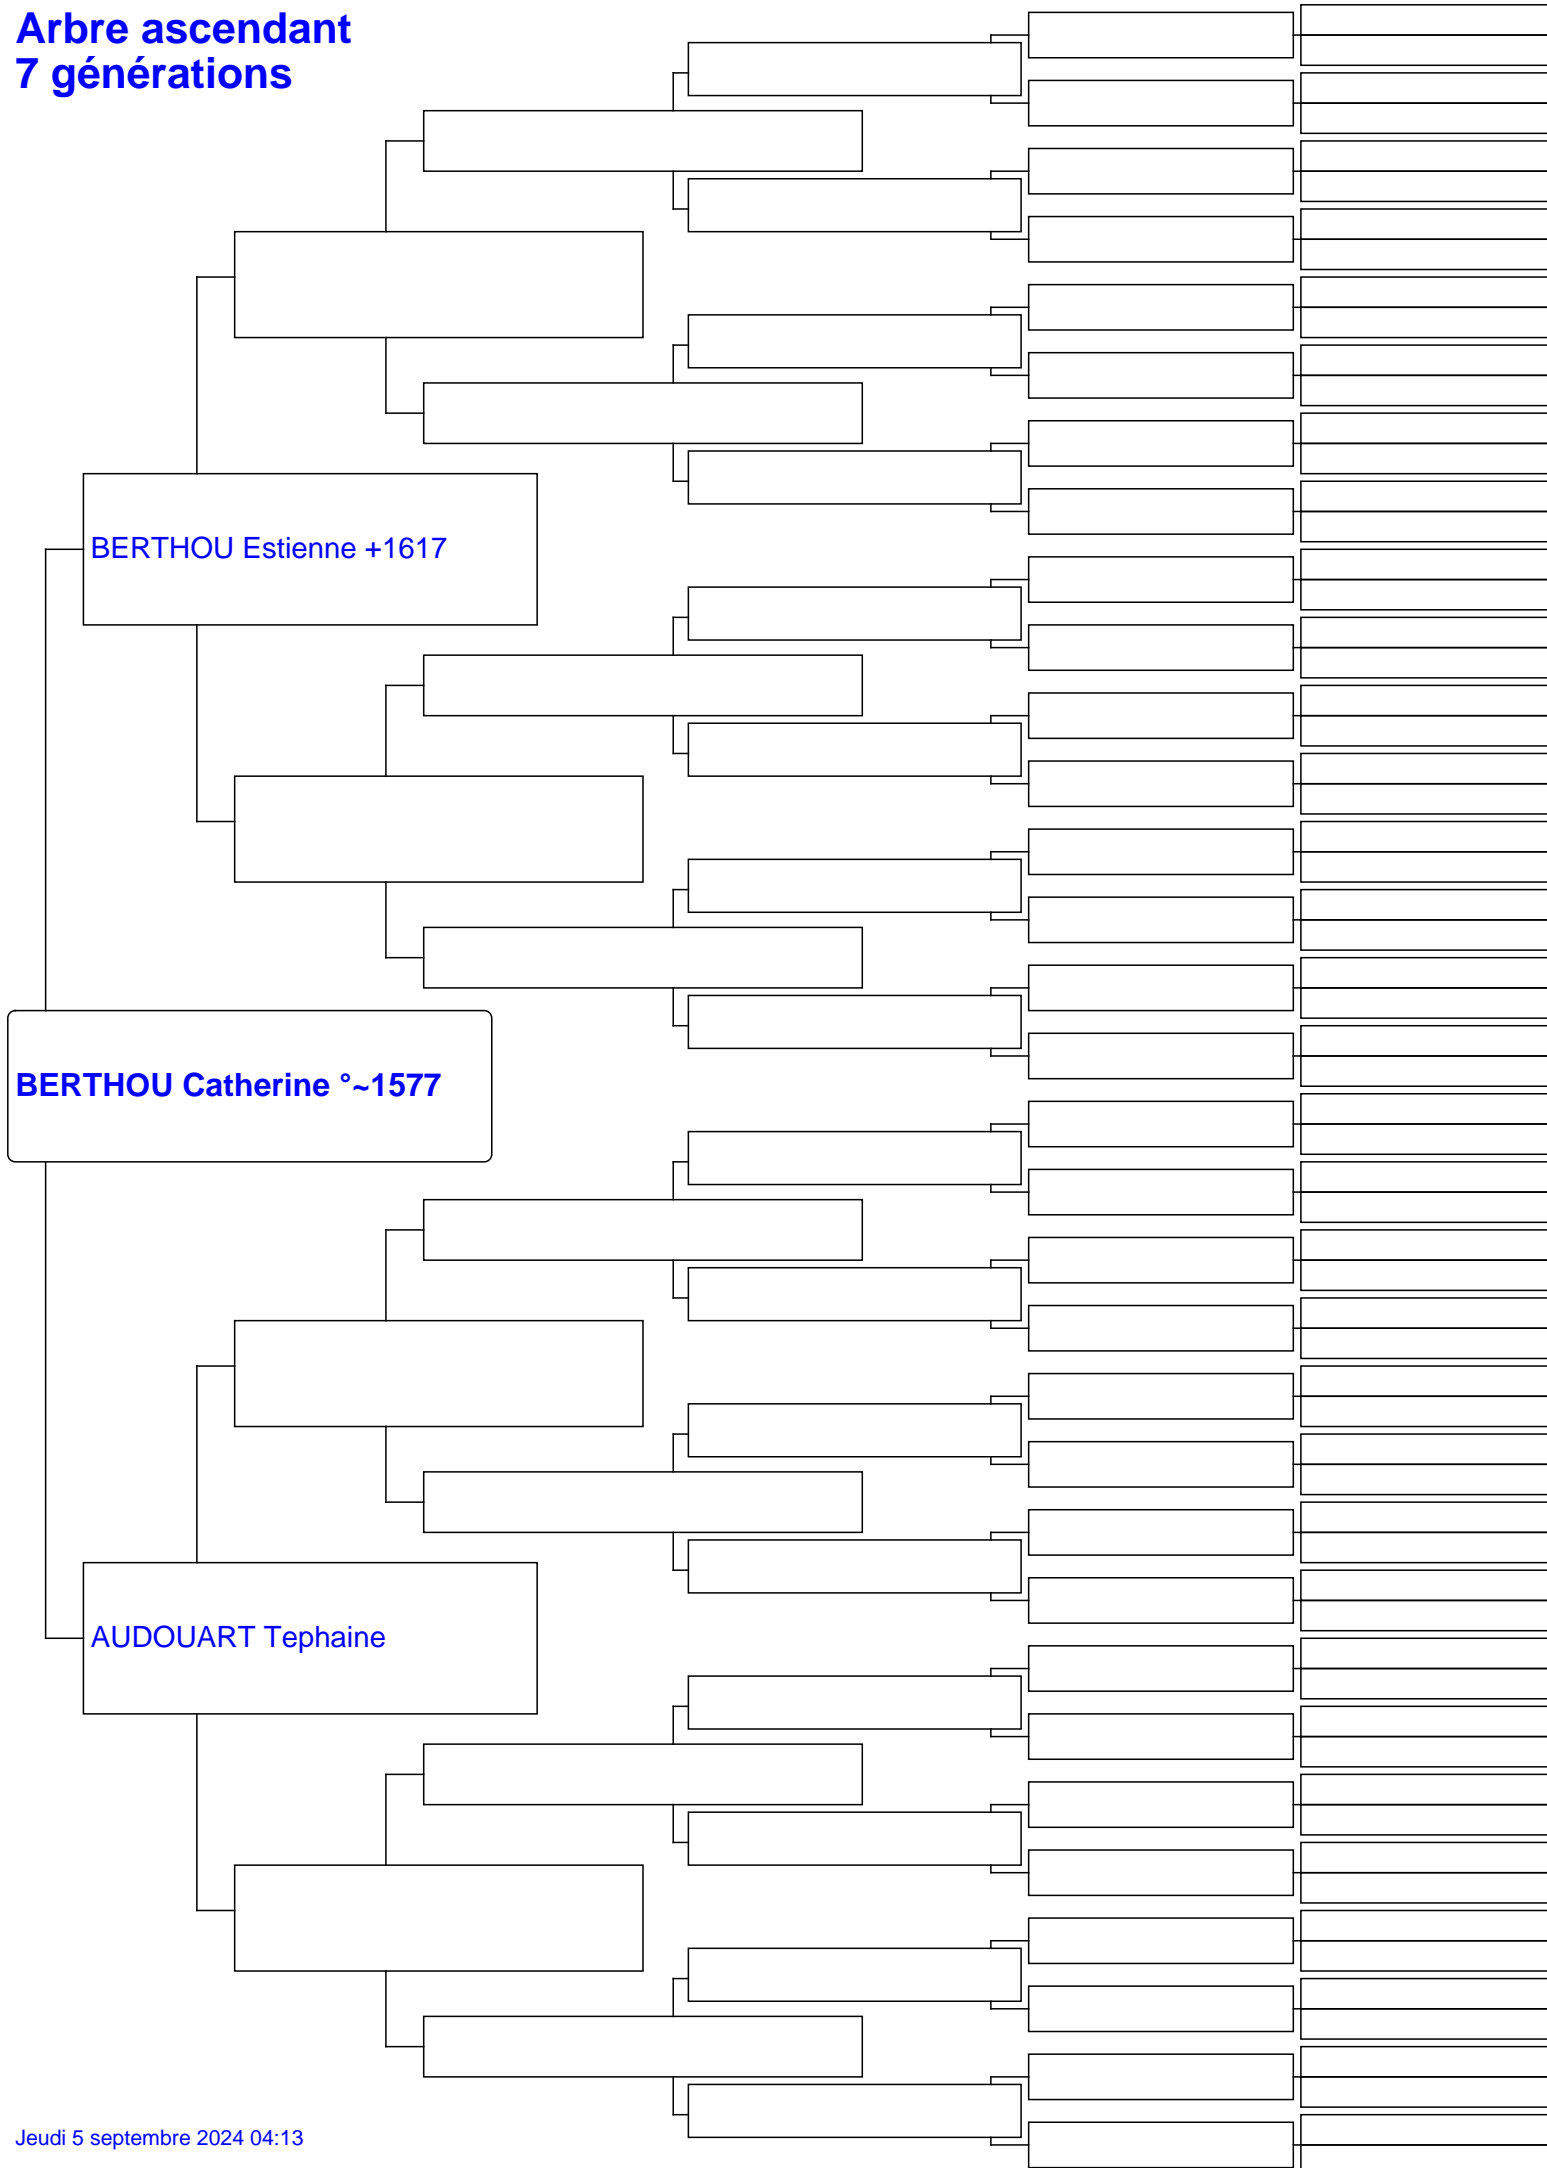 Arbre ascendant
7 générations
BERTHOU Estienne +1617
BERTHOU Catherine °~1577
AUDOUART Tephaine
Jeudi 5 septembre 2024 04:13